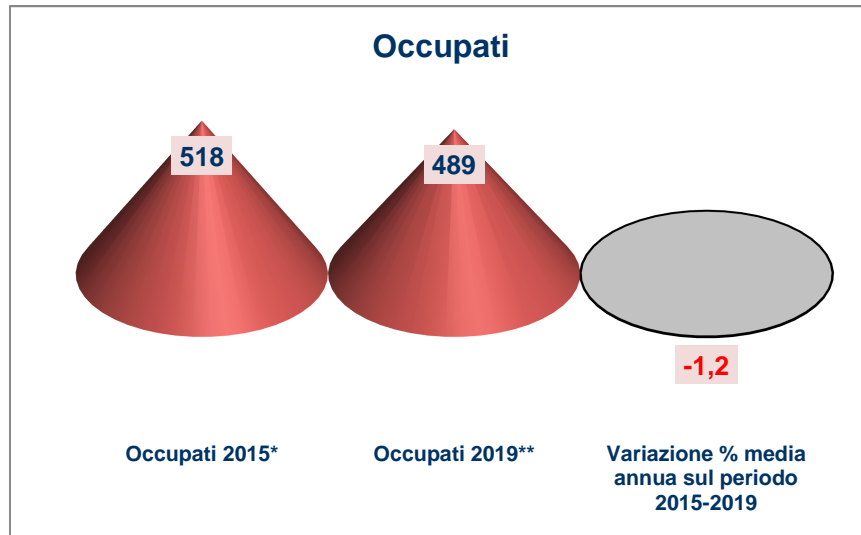 Occupati
518
489
-1,2
Occupati 2015*
Occupati 2019**
Variazione % media
annua sul periodo
2015-2019